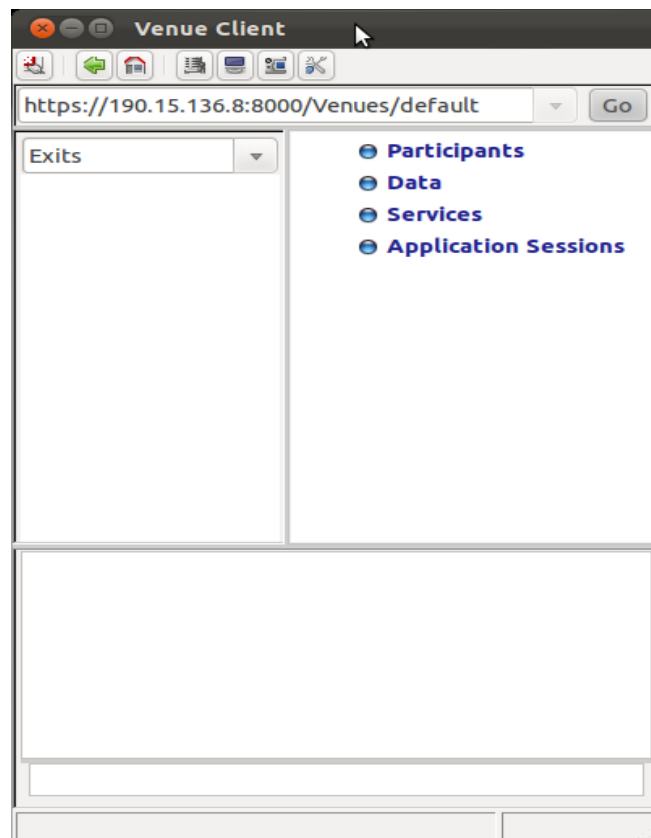 Venue Client
https://190.15.136.8:8000/Venues/default Go
Exits
Participants
Data
Services
Application Sessions